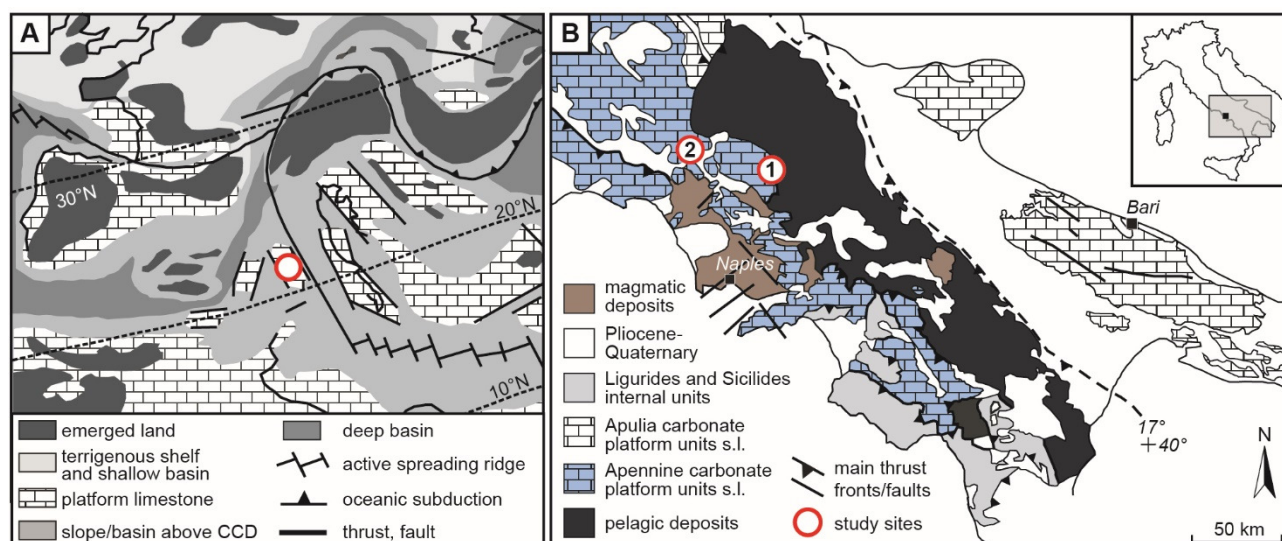 A
30°N
20°N
10°N
emerged land
terrigenous shelf
and shallow basin
platform limestone
slope/basin above CCD
deep basin
active spreading ridge
oceanic subduction
thrust, fault
B
2
1
Bari
Naples
magmatic
deposits
Pliocene-
Quaternary
Ligurides and Sicilides
internal units
Apulia carbonate
platform units s.l.
Apennine carbonate
platform units s.l.
pelagic deposits
main thrust
fronts/faults
study sites
17°
40°
N
50 km